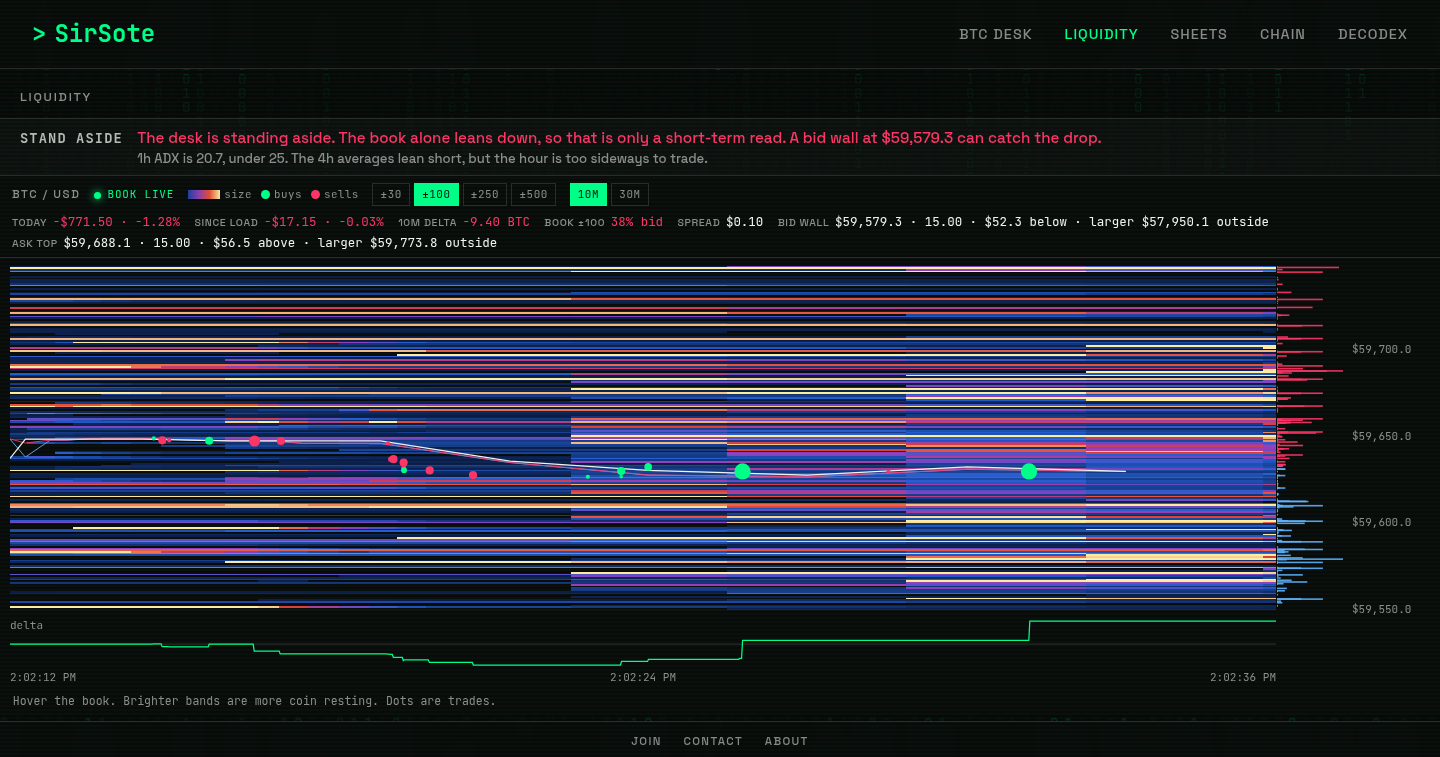 > SirSote
BTC DESK LIQUIDITY SHEETS CHAIN DECODEX
LIQUIDITY
STAND ASIDE The desk is standing aside. The book alone leans down, so that is only a short-term read. A bid wall at $59,579.3 can catch the drop.
1h ADX is 20.7, under 25. The 4h averages lean short, but the hour is too sideways to trade.
BTC / USD BOOK LIVE size buys sells ±30 ±100 ±250 ±500 10M 30M
TODAY -$771.50 · -1.28% SINCE LOAD -$17.15 · -0.03% 10M DELTA -9.40 BTC BOOK ±100 38% bid SPREAD $0.10 BID WALL $59,579.3 · 15.00 · $52.3 below · larger $57,950.1 outside
ASK TOP $59,688.1 · 15.00 · $56.5 above · larger $59,773.8 outside
$59,700.0
$59,650.0
$59,600.0
$59,550.0
delta
2:02:12 PM 2:02:24 PM 2:02:36 PM
Hover the book. Brighter bands are more coin resting. Dots are trades.
JOIN CONTACT ABOUT